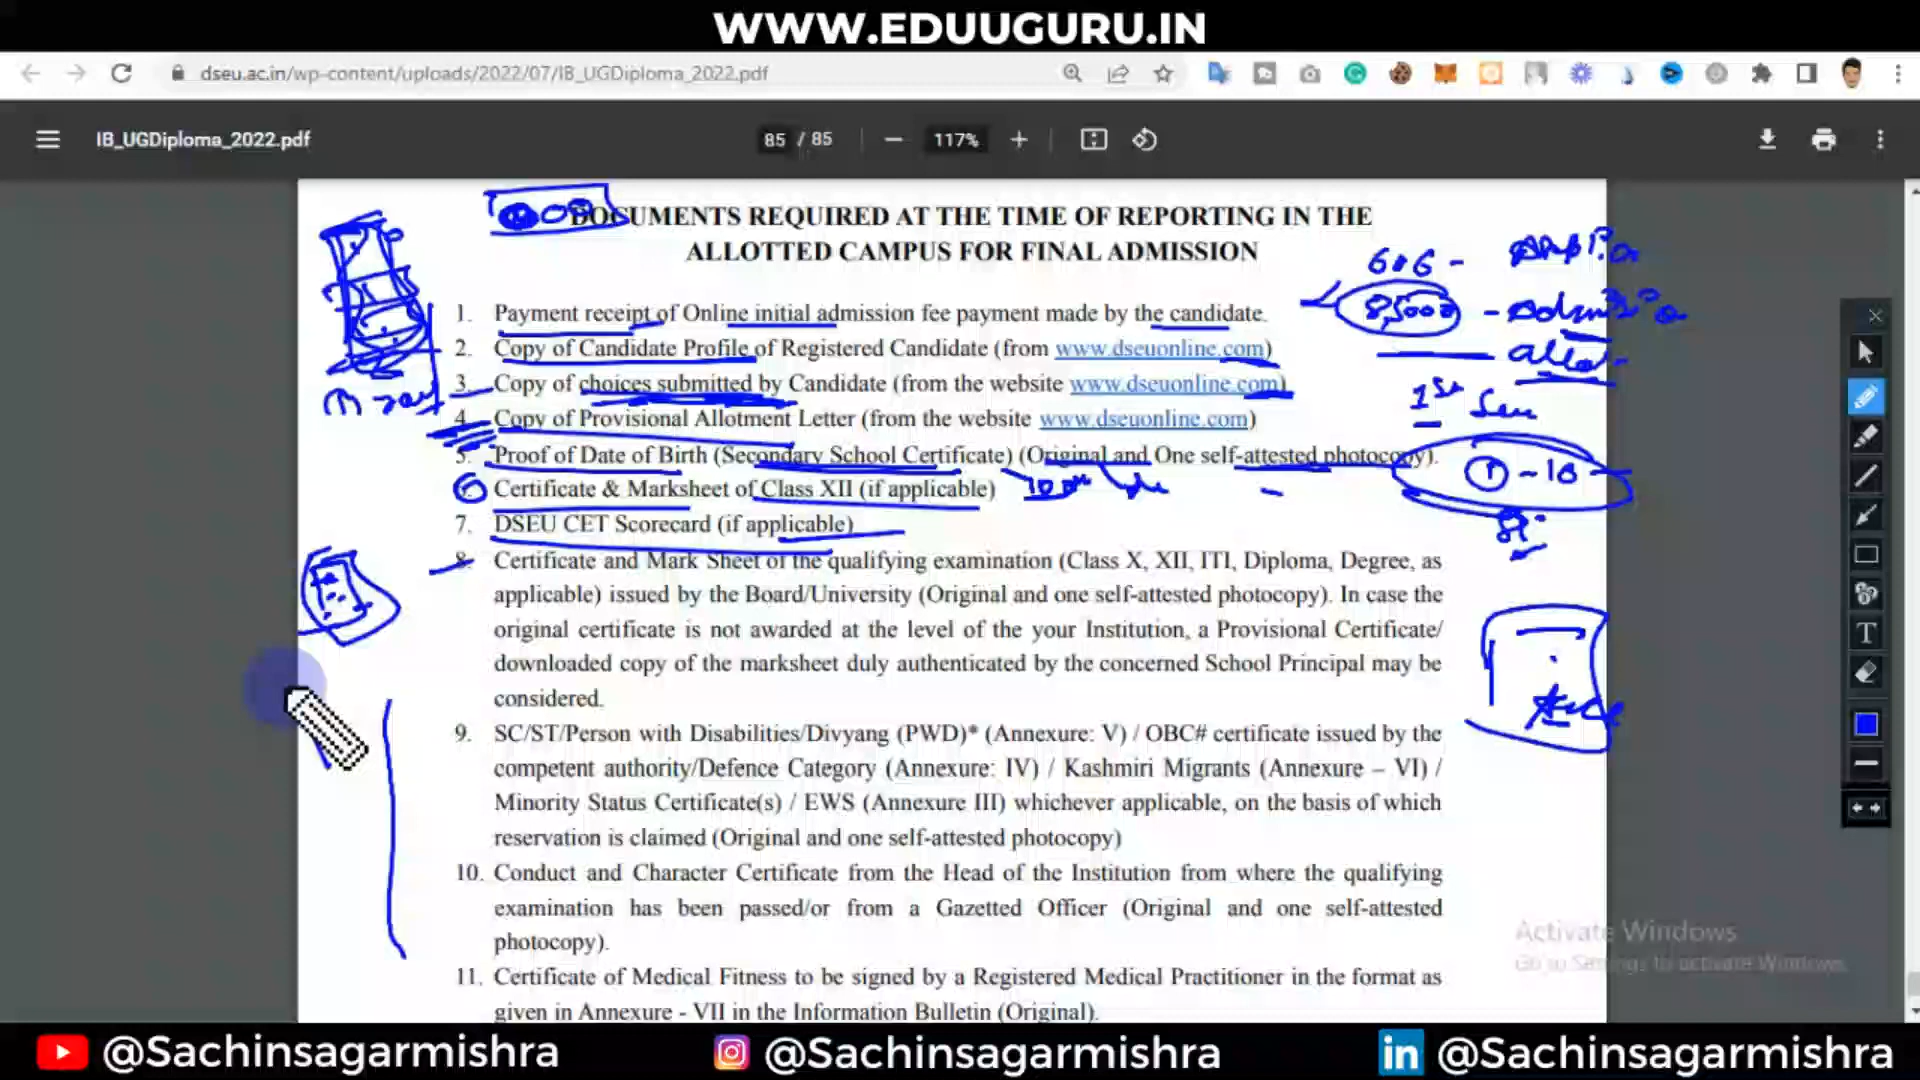 WWW.EDUUGURU.IN
dseu.ac.in/wp-content/uploads/2022/07/IB_UGDiploma_2022.pdf
IB_UGDiploma_2022.pdf
85 / 85
117%
DOCUMENTS REQUIRED AT THE TIME OF REPORTING IN THE
ALLOTTED CAMPUS FOR FINAL ADMISSION
1. Payment receipt of Online initial admission fee payment made by the candidate.
2. Copy of Candidate Profile of Registered Candidate (from www.dseuonline.com)
3. Copy of choices submitted by Candidate (from the website www.dseuonline.com)
4. Copy of Provisional Allotment Letter (from the website www.dseuonline.com)
5. Proof of Date of Birth (Secondary School Certificate) (Original and One self-attested photocopy).
6 Certificate & Marksheet of Class XII (if applicable)
7. DSEU CET Scorecard (if applicable)
8. Certificate and Mark Sheet of the qualifying examination (Class X, XII, ITI, Diploma, Degree, as
applicable) issued by the Board/University (Original and one self-attested photocopy). In case the
original certificate is not awarded at the level of the your Institution, a Provisional Certificate/
downloaded copy of the marksheet duly authenticated by the concerned School Principal may be
considered.
9. SC/ST/Person with Disabilities/Divyang (PWD)* (Annexure: V) / OBC# certificate issued by the
competent authority/Defence Category (Annexure: IV) / Kashmiri Migrants (Annexure – VI) /
Minority Status Certificate(s) / EWS (Annexure III) whichever applicable, on the basis of which
reservation is claimed (Original and one self-attested photocopy)
10. Conduct and Character Certificate from the Head of the Institution from where the qualifying
examination has been passed/or from a Gazetted Officer (Original and one self-attested
photocopy).
11. Certificate of Medical Fitness to be signed by a Registered Medical Practitioner in the format as
given in Annexure - VII in the Information Bulletin (Original).
1st Sem
Activate Windows
Go to Settings to activate Windows.
@Sachinsagarmishra
@Sachinsagarmishra
in @Sachinsagarmishra